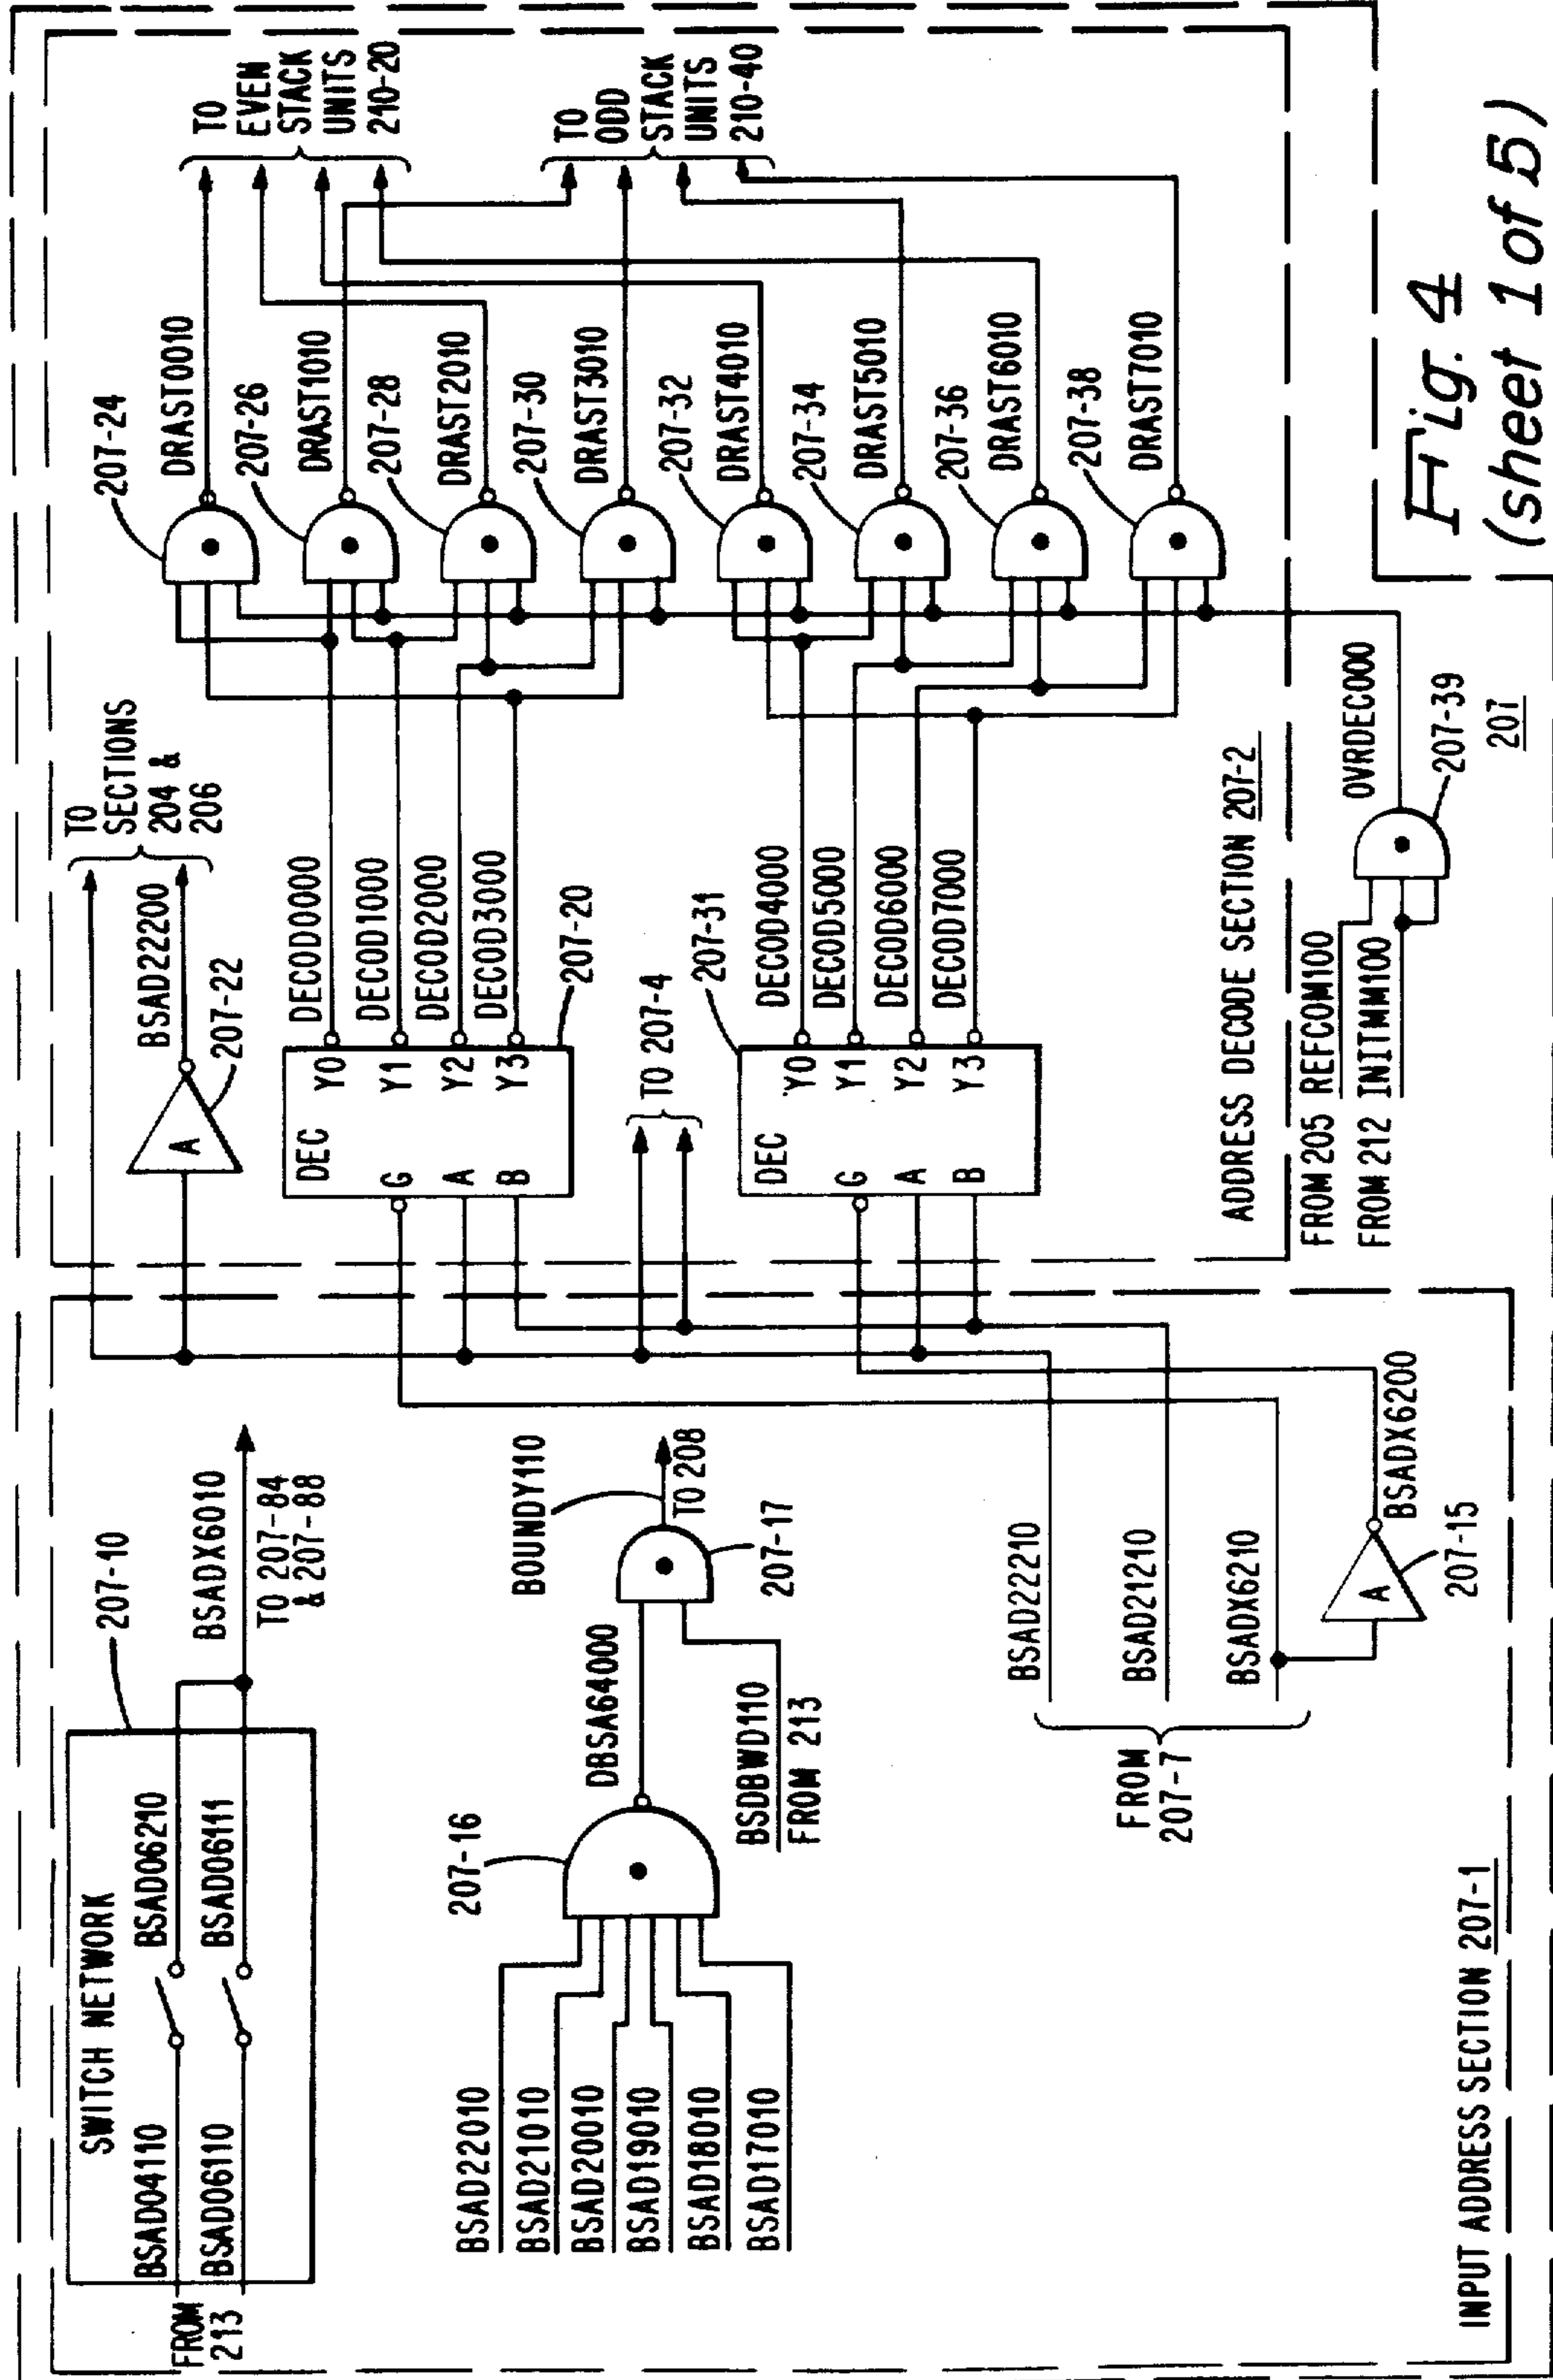 SWITCH NETWORK
207-10
BSAD04110
BSAD06210
BSAD06110
BSAD06111
FROM
213
BSADX6010
TO 207-84
& 207-88
BSAD22010
BSAD21010
BSAD20010
BSAD19010
BSAD18010
BSAD17010
207-16
DBSA64000
BSDBWD110
FROM 213
BOUNDY110
TO 208
207-17
FROM
207-7
BSAD22210
BSAD21210
BSADX6210
BSADX6200
A
207-15
INPUT ADDRESS SECTION 207-1
TO
SECTIONS
204 &
206
BSAD22200
A
207-22
DEC
G
A
B
Y0
Y1
Y2
Y3
DECOD0000
DECOD1000
DECOD2000
DECOD3000
207-20
TO 207-4
207-31
DEC
G
A
B
Y0
Y1
Y2
Y3
DECOD4000
DECOD5000
DECOD6000
DECOD7000
ADDRESS DECODE SECTION 207-2
207-24
DRAST0010
207-26
DRAST1010
207-28
DRAST2010
207-30
DRAST3010
207-32
DRAST4010
207-34
DRAST5010
207-36
DRAST6010
207-38
DRAST7010
TO
EVEN
STACK
UNITS
210-20
TO
ODD
STACK
UNITS
210-40
FROM 205 REFCOM100
FROM 212 INITMM100
OVRDEC000
207-39
207
Fig. 4
(sheet 1 of 5)